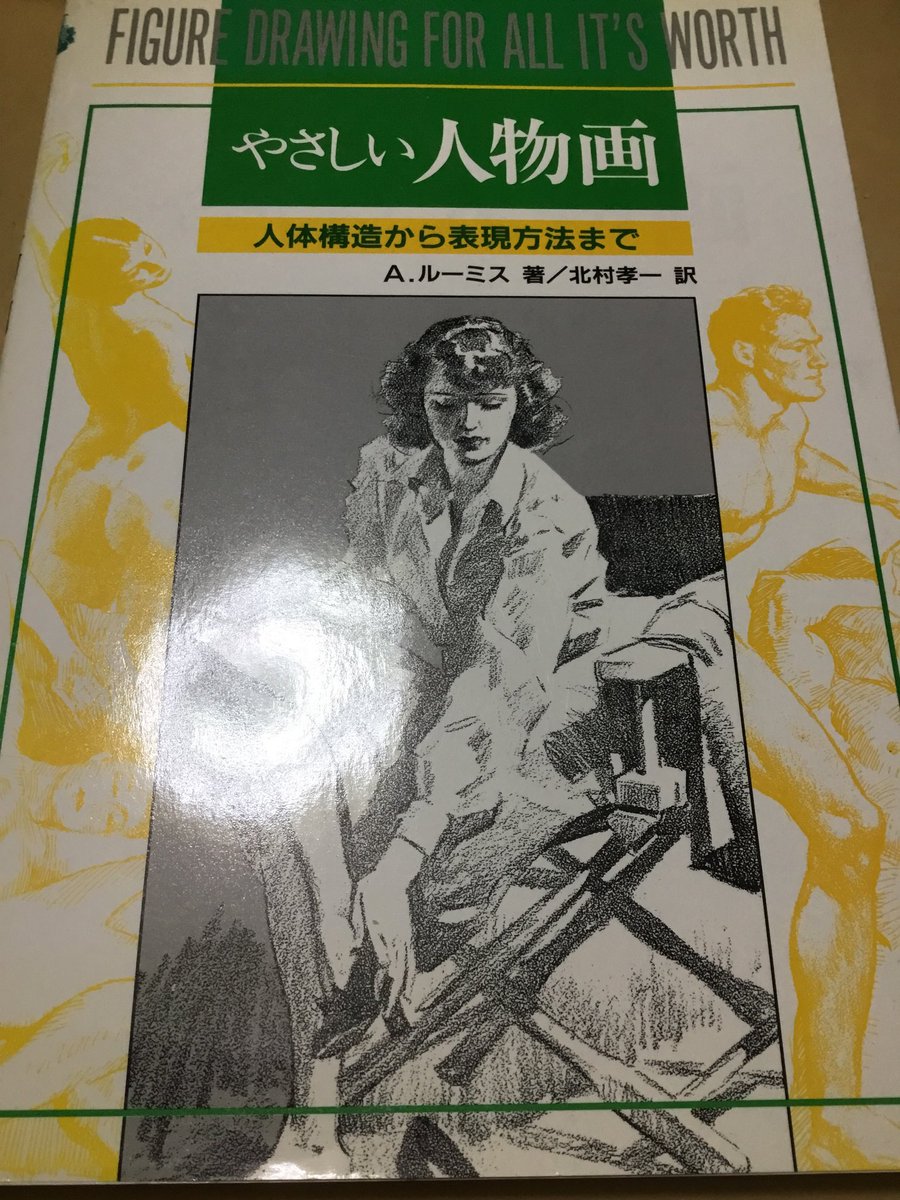 FIGURE DRAWING FOR ALL IT'S WORTH
やさしい人物画
人体構造から表現方法まで
A.ルーミス 著／北村孝一 訳